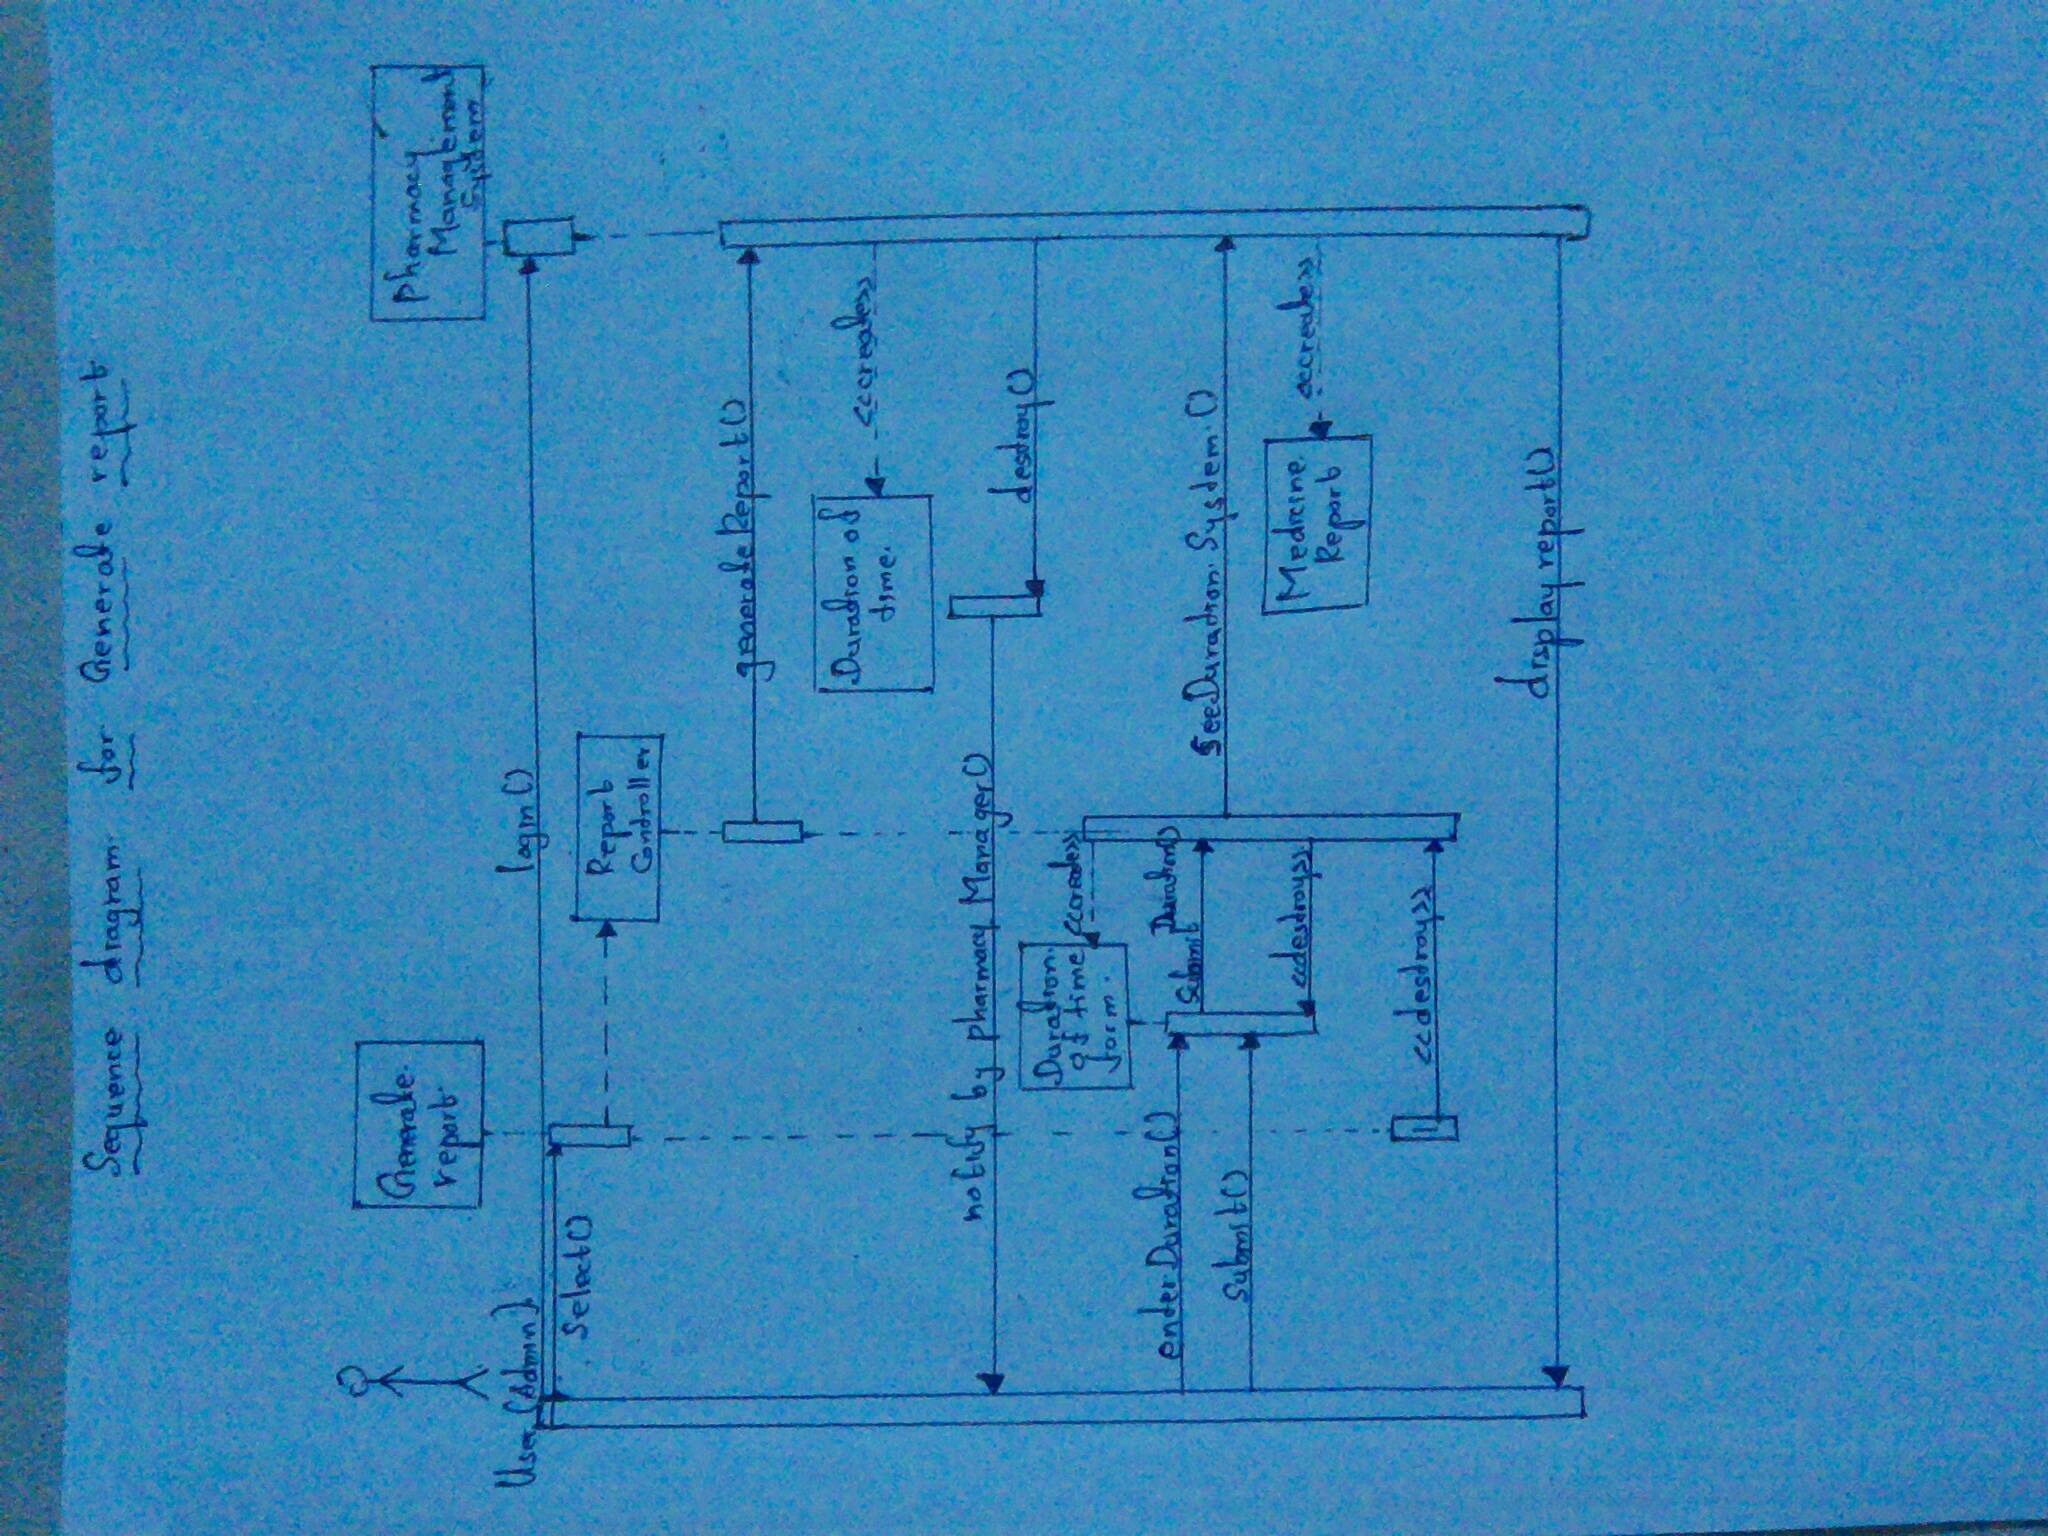 Sequence diagram for Generate report
Generate
report
Pharmacy
Management
System
User (Admin)
login()
Select()
Report
Controller
generateReport()
Duration of
time.
<<create>>
notify by pharmacy Manager()
destroy()
Duration
of time
form.
<<create>>
enterDuration()
Submit Duration()
SeeDuration System ()
Submit()
<<destroy>>
Medicine
Report
<<create>>
<<destroy>>
display report()